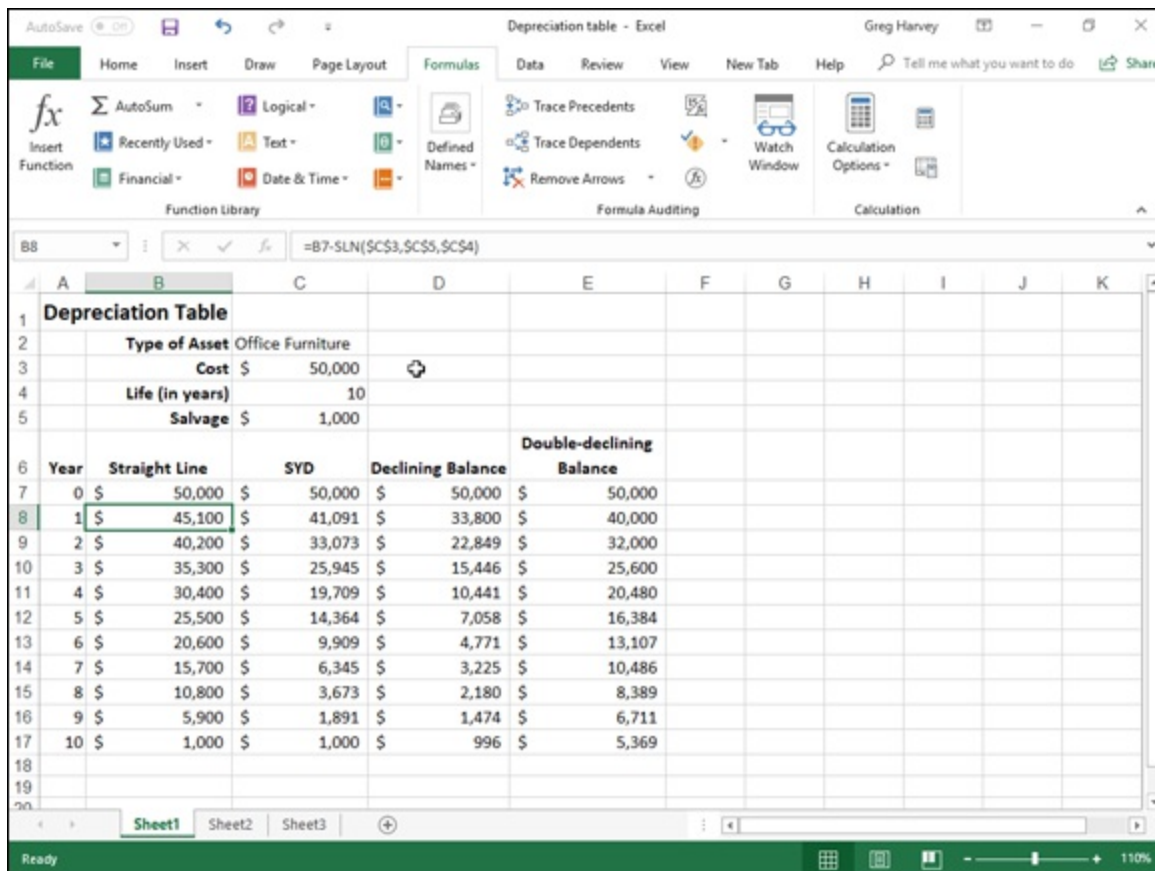 AutoSave Off Depreciation table - Excel Greg Harvey
File Home Insert Draw Page Layout Formulas Data Review View New Tab Help Tell me what you want to do Share
fx Insert Function
Σ AutoSum
Recently Used
Financial
Logical
Text
Date & Time
Defined Names
Trace Precedents
Trace Dependents
Remove Arrows
Watch Window
Calculation Options
Function Library Formula Auditing Calculation
B8 fx =B7-SLN($C$3,$C$5,$C$4)
A B C D E F G H I J K
1 Depreciation Table
2 Type of Asset Office Furniture
3 Cost $ 50,000
4 Life (in years) 10
5 Salvage $ 1,000
6 Year Straight Line SYD Declining Balance Double-declining Balance
7 0 $ 50,000 $ 50,000 $ 50,000 $ 50,000
8 1 $ 45,100 $ 41,091 $ 33,800 $ 40,000
9 2 $ 40,200 $ 33,073 $ 22,849 $ 32,000
10 3 $ 35,300 $ 25,945 $ 15,446 $ 25,600
11 4 $ 30,400 $ 19,709 $ 10,441 $ 20,480
12 5 $ 25,500 $ 14,364 $ 7,058 $ 16,384
13 6 $ 20,600 $ 9,909 $ 4,771 $ 13,107
14 7 $ 15,700 $ 6,345 $ 3,225 $ 10,486
15 8 $ 10,800 $ 3,673 $ 2,180 $ 8,389
16 9 $ 5,900 $ 1,891 $ 1,474 $ 6,711
17 10 $ 1,000 $ 1,000 $ 996 $ 5,369
18
19
20
Sheet1 Sheet2 Sheet3
Ready 110%